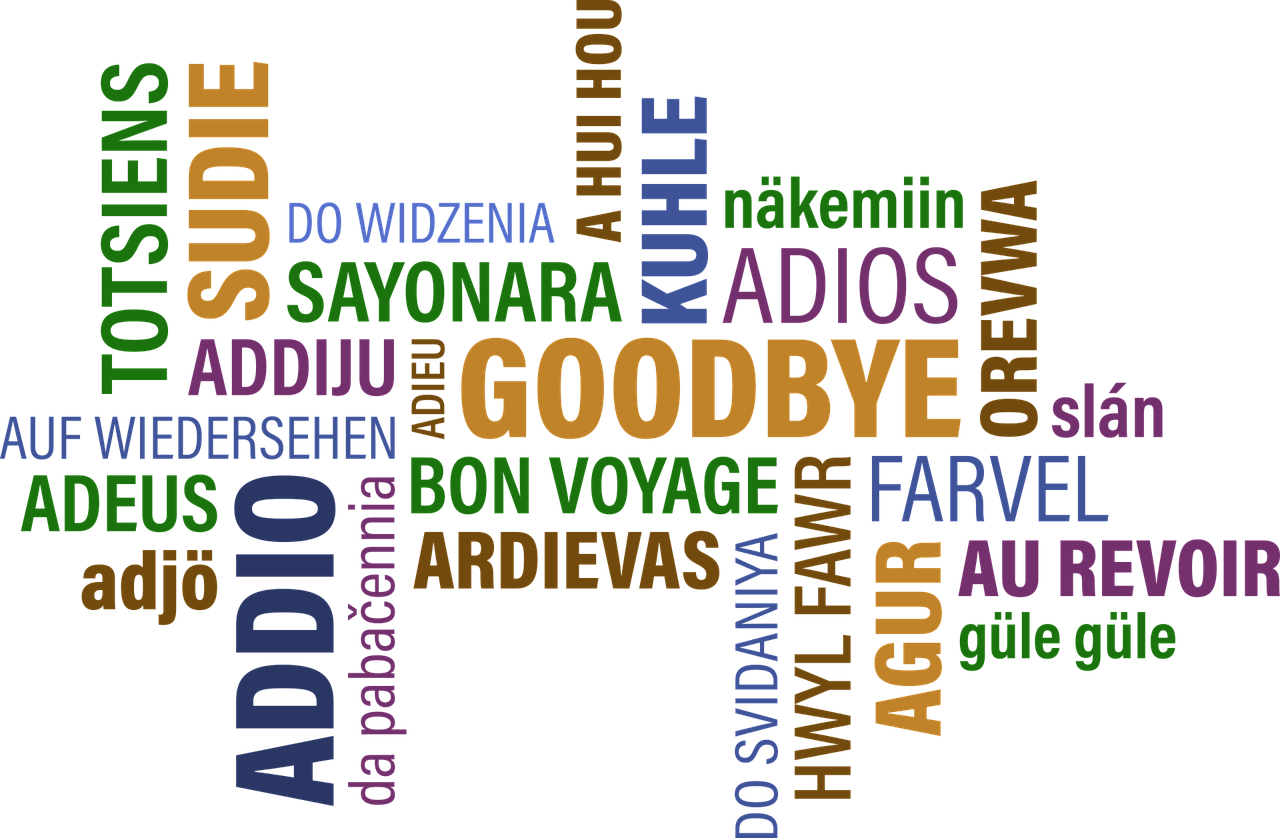 A HUI HOU
TOTSIENS
SUDIE
KUHLE
näkemiin
OREVWA
DO WIDZENIA
SAYONARA
ADIOS
ADDIJU
ADIEU
GOODBYE
slán
AUF WIEDERSEHEN
BON VOYAGE
HWYL FAWR
FARVEL
ADEUS
ADDIO
da pabačennia
ARDIEVAS
DO SVIDANIYA
AGUR
AU REVOIR
adjö
güle güle